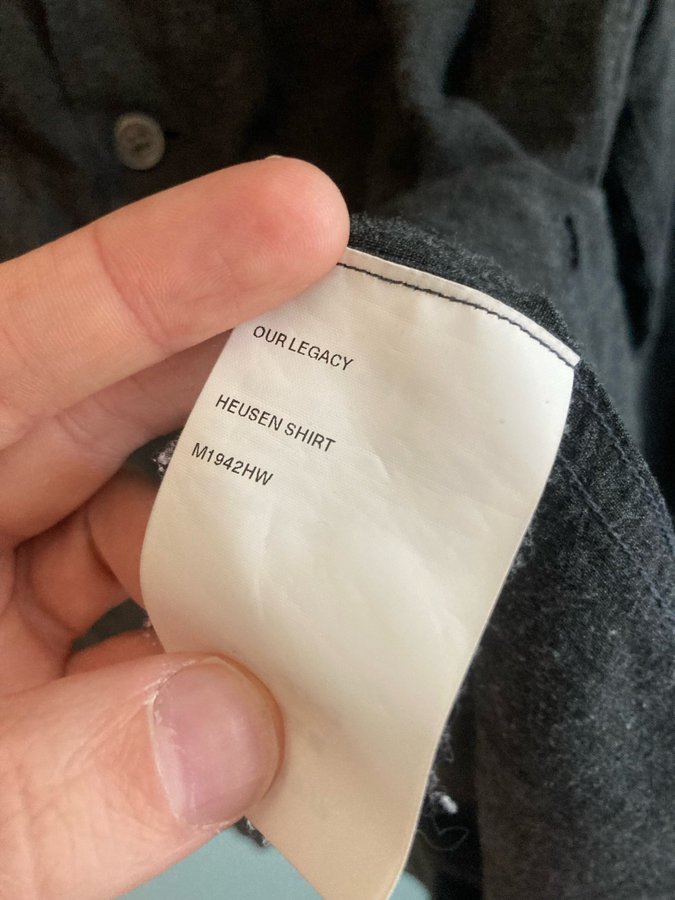 OUR LEGACY
HEUSEN SHIRT
M1942HW